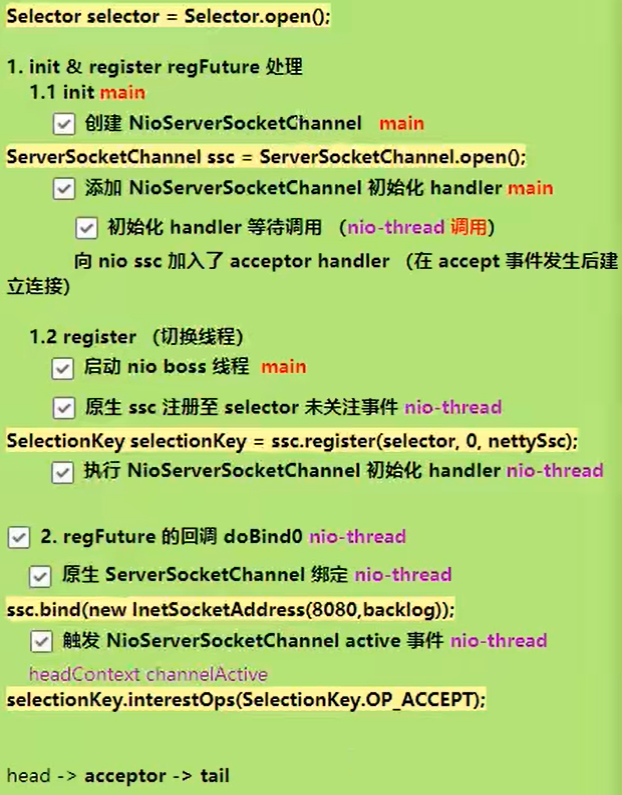 Selector selector = Selector.open();
1. init & register regFuture 处理
1.1 init main
创建 NioServerSocketChannel main
ServerSocketChannel ssc = ServerSocketChannel.open();
添加 NioServerSocketChannel 初始化 handler main
初始化 handler 等待调用 （nio-thread 调用）
向 nio ssc 加入了 acceptor handler （在 accept 事件发生后建
立连接）
1.2 register （切换线程）
启动 nio boss 线程 main
原生 ssc 注册至 selector 未关注事件 nio-thread
SelectionKey selectionKey = ssc.register(selector, 0, nettySsc);
执行 NioServerSocketChannel 初始化 handler nio-thread
2. regFuture 的回调 doBind0 nio-thread
原生 ServerSocketChannel 绑定 nio-thread
ssc.bind(new InetSocketAddress(8080,backlog));
触发 NioServerSocketChannel active 事件 nio-thread
headContext channelActive
selectionKey.interestOps(SelectionKey.OP_ACCEPT);
head -> acceptor -> tail